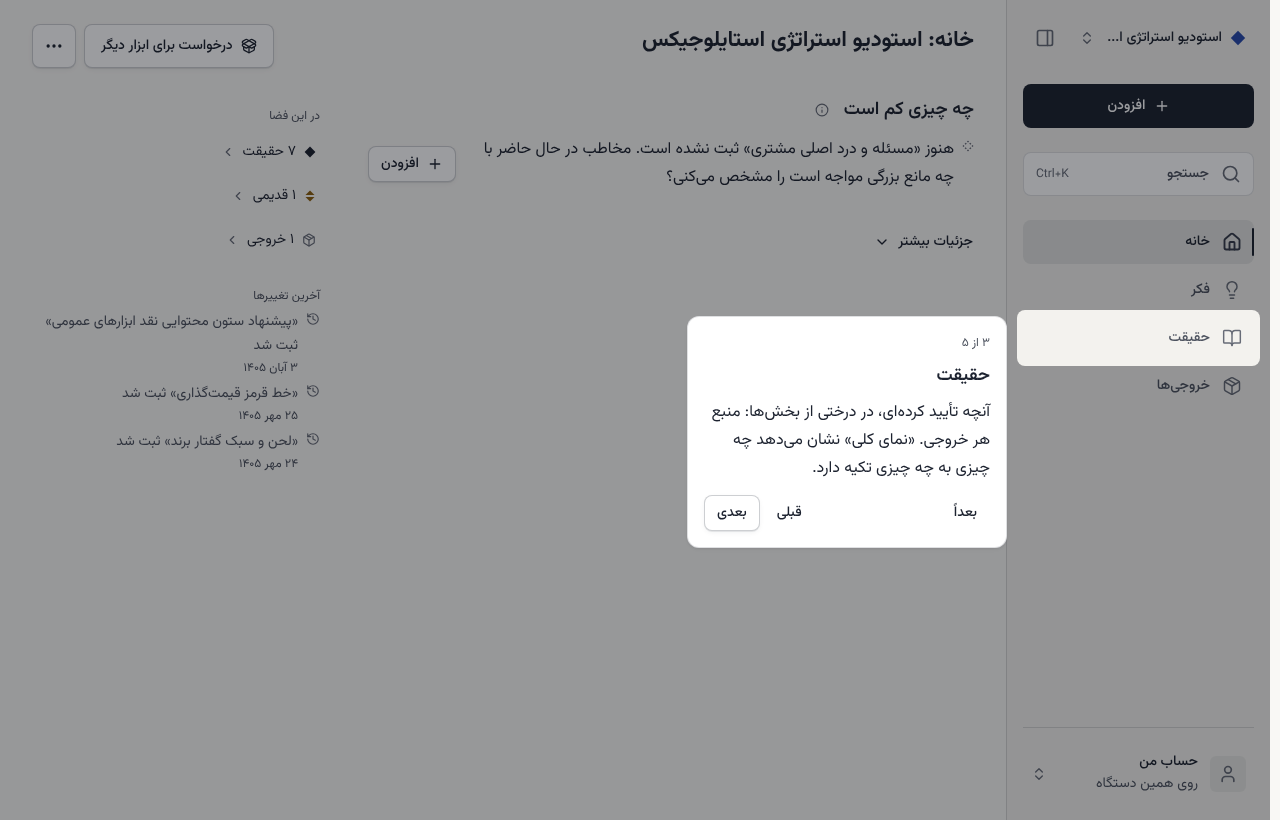 استودیو استراتژی ا...
افزودن
جستجو
Ctrl+K
خانه
فکر
حقیقت
خروجی‌ها
حساب من
روی همین دستگاه
خانه: استودیو استراتژی استایلوجیکس
درخواست برای ابزار دیگر
چه چیزی کم است
هنوز «مسئله و درد اصلی مشتری» ثبت نشده است. مخاطب در حال حاضر با
چه مانع بزرگی مواجه است را مشخص می‌کنی؟
افزودن
جزئیات بیشتر
در این فضا
۷ حقیقت
۱ قدیمی
۱ خروجی
آخرین تغییرها
«پیشنهاد ستون محتوایی نقد ابزارهای عمومی»
ثبت شد
۳ آبان ۱۴۰۵
«خط قرمز قیمت‌گذاری» ثبت شد
۲۵ مهر ۱۴۰۵
«لحن و سبک گفتار برند» ثبت شد
۲۴ مهر ۱۴۰۵
۳ از ۵
حقیقت
آنچه تأیید کرده‌ای، در درختی از بخش‌ها: منبع
هر خروجی. «نمای کلی» نشان می‌دهد چه
چیزی به چه چیزی تکیه دارد.
بعداً
قبلی
بعدی